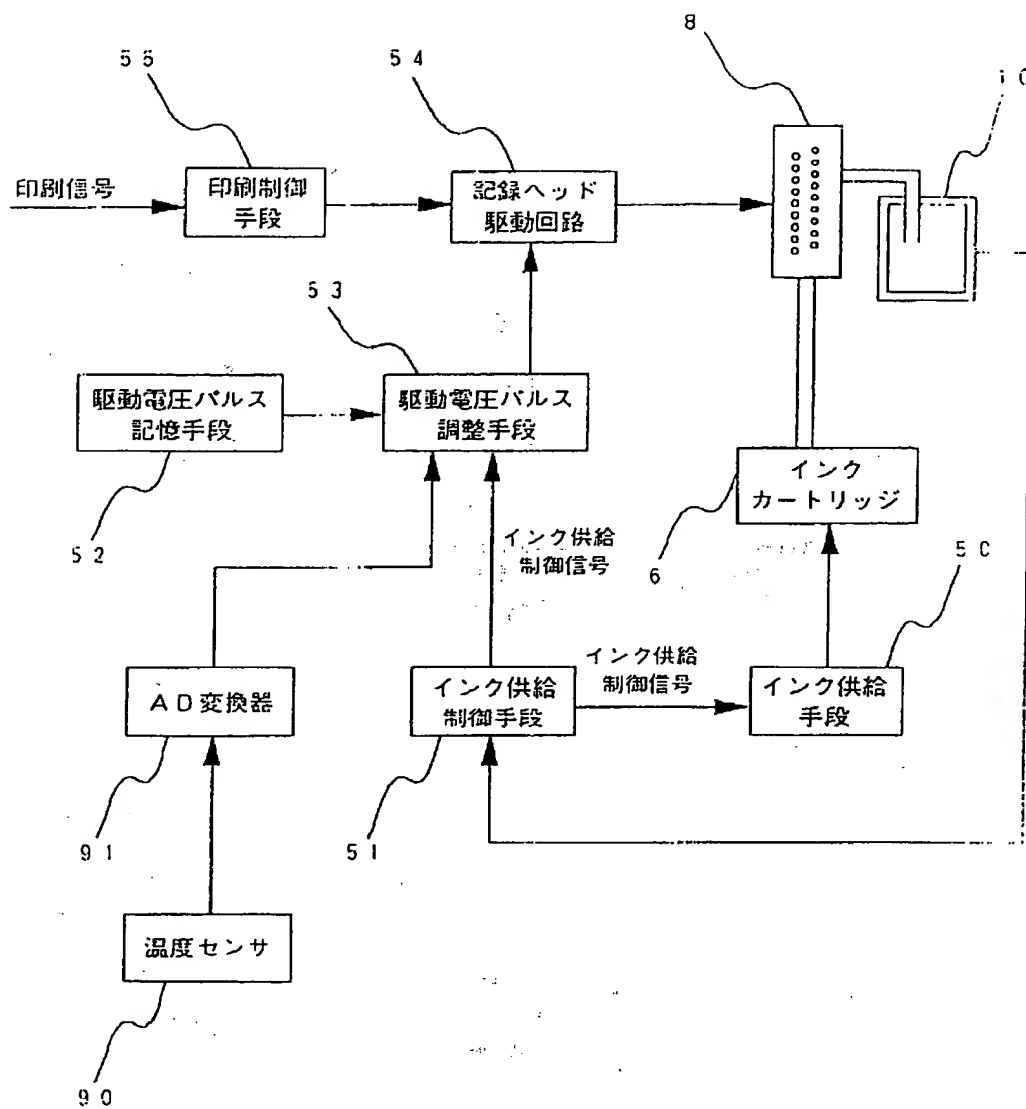 8
55
54
10
印刷信号
印刷制御
手段
記録ヘッド
駆動回路
53
駆動電圧パルス
記憶手段
駆動電圧パルス
調整手段
インク
カートリッジ
52
インク供給
制御信号
6
50
インク供給
制御信号
AD変換器
インク供給
制御手段
インク供給
手段
91
51
温度センサ
90